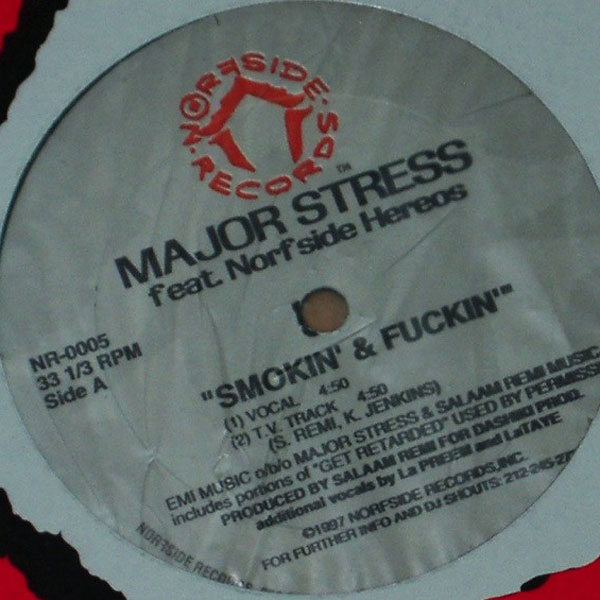 NORFSIDE·RECORDS·
TM
MAJOR STRESS
feat. Norf'side Hereos
"SMOKIN' & FUCKIN'"
NR-0005
33 1/3 RPM
Side A
(1) VOCAL 4:50
(2) T.V. TRACK 4:50
(S. REMI, K. JENKINS)
EMI MUSIC o/b/o MAJOR STRESS & SALAAM REMI MUSIC
includes portions of "GET RETARDED" USED BY
PRODUCED BY SALAAM REMI FOR DASHIKI PROD.
additional vocals by La PREEM and LaTAYE
©1997 NORFSIDE RECORDS, INC.
FOR FURTHER INFO AND DJ SHOUTS: 212-245-
NORFSIDE RECORDS